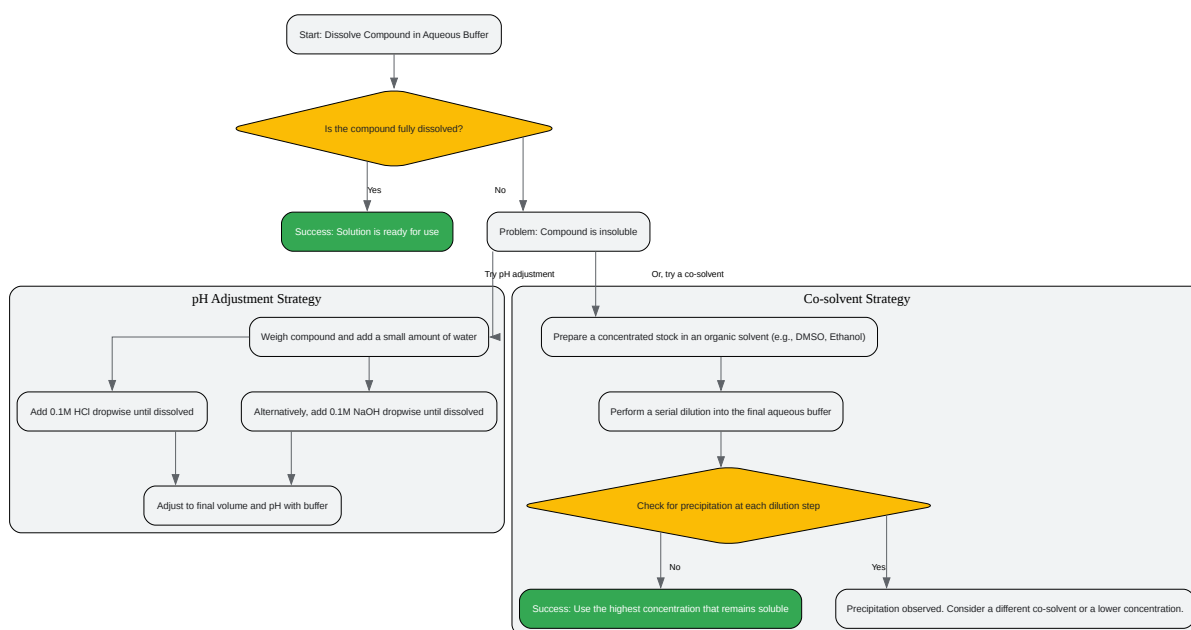 Start: Dissolve Compound in Aqueous Buffer
Is the compound fully dissolved?
Yes
No
Success: Solution is ready for use
Problem: Compound is insoluble
Try pH adjustment
Or, try a co-solvent
pH Adjustment Strategy
Weigh compound and add a small amount of water
Add 0.1M HCl dropwise until dissolved
Alternatively, add 0.1M NaOH dropwise until dissolved
Adjust to final volume and pH with buffer
Co-solvent Strategy
Prepare a concentrated stock in an organic solvent (e.g., DMSO, Ethanol)
Perform a serial dilution into the final aqueous buffer
Check for precipitation at each dilution step
No
Yes
Success: Use the highest concentration that remains soluble
Precipitation observed. Consider a different co-solvent or a lower concentration.